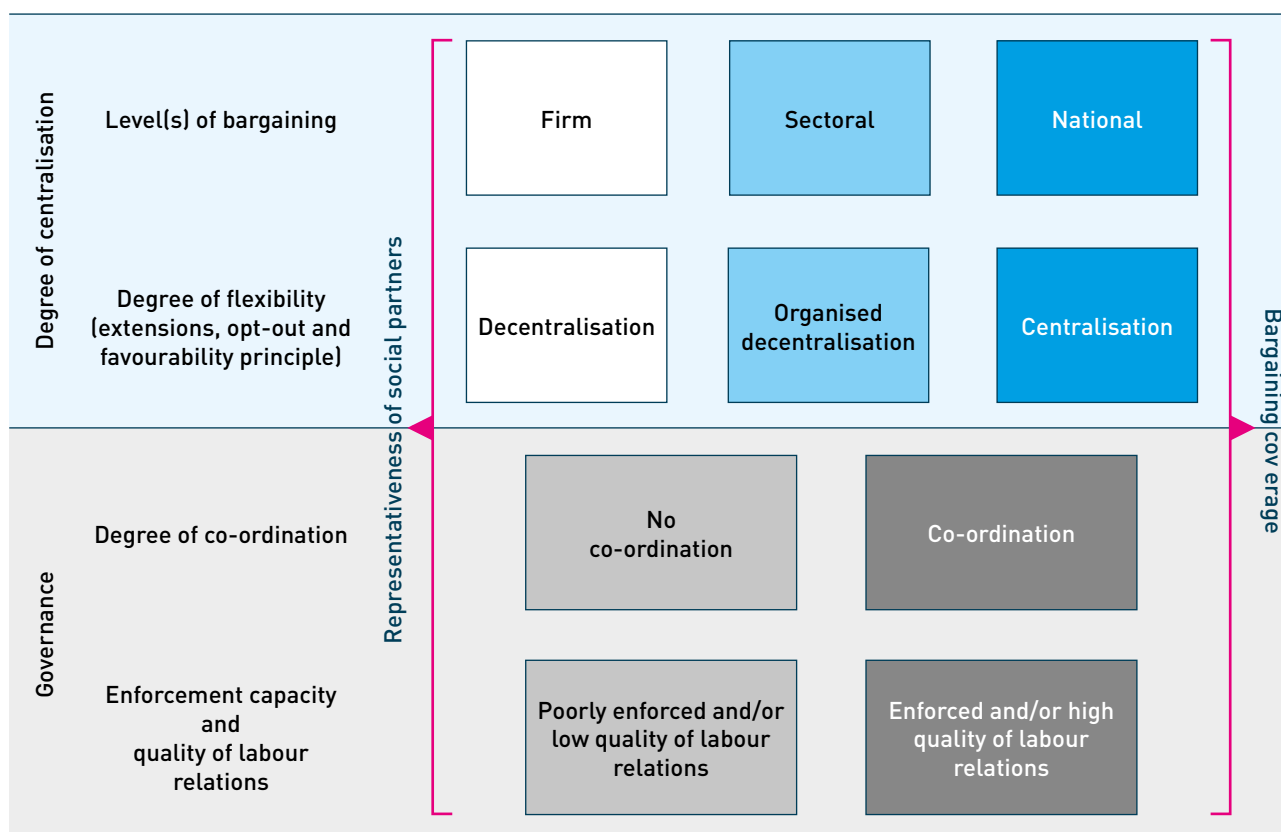 Degree of centralisation
Level(s) of bargaining
Firm
Sectoral
National
Degree of flexibility
(extensions, opt-out and
favourability principle)
Decentralisation
Organised
decentralisation
Centralisation
Representativeness of social partners
Bargaining cov erage
Governance
Degree of co-ordination
No
co-ordination
Co-ordination
Enforcement capacity
and
quality of labour
relations
Poorly enforced and/or
low quality of labour
relations
Enforced and/or high
quality of labour
relations